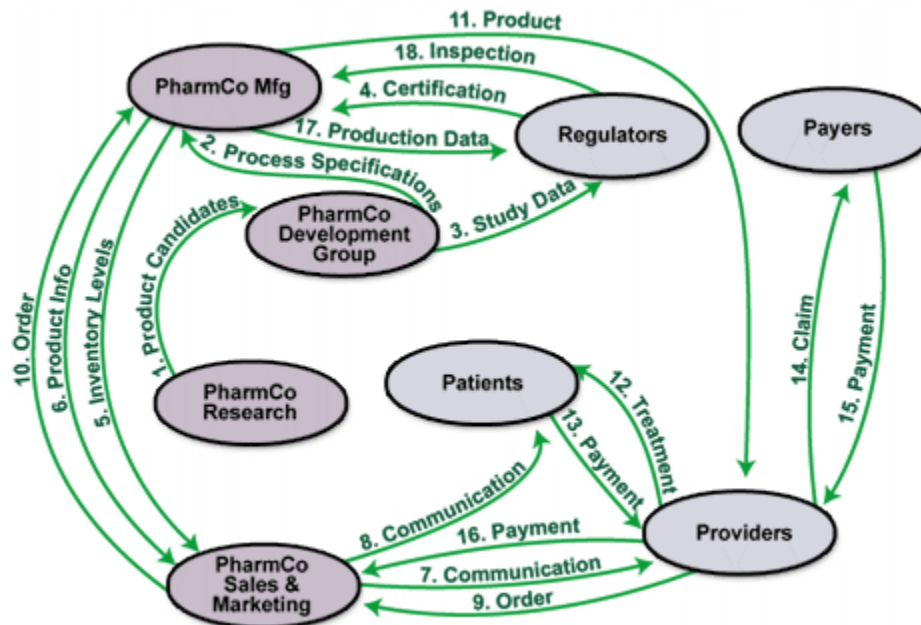 11. Product
18. Inspection
PharmCo Mfg
4. Certification
17. Production Data
Regulators
Payers
2. Process Specifications
PharmCo
Development
Group
3. Study Data
1. Product Candidates
10. Order
6. Product Info
5. Inventory Levels
PharmCo
Research
Patients
12. Treatment
13. Payment
14. Claim
15. Payment
8. Communication
16. Payment
Providers
7. Communication
9. Order
PharmCo
Sales &
Marketing